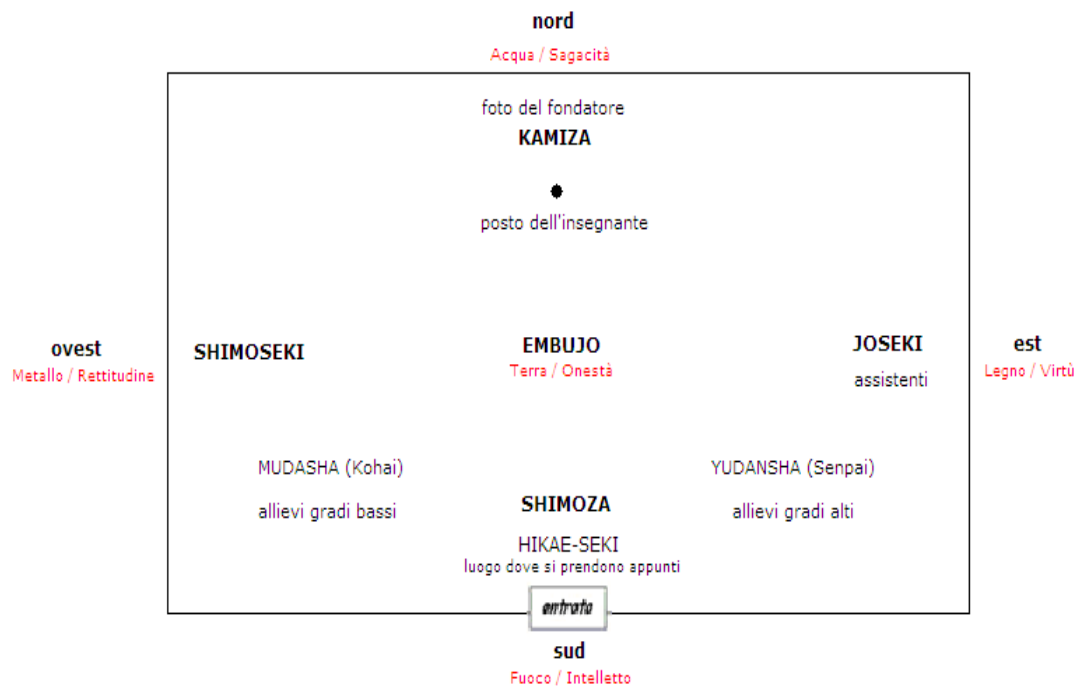 nord
Acqua / Sagacità
foto del fondatore
KAMIZA
posto dell'insegnante
ovest
Metallo / Rettitudine
SHIMOSEKI
EMBUJO
Terra / Onestà
JOSEKI
assistenti
est
Legno / Virtù
MUDASHA (Kohai)
allievi gradi bassi
YUDANSHA (Senpai)
allievi gradi alti
SHIMOZA
HIKAE-SEKI
luogo dove si prendono appunti
entrata
sud
Fuoco / Intelletto